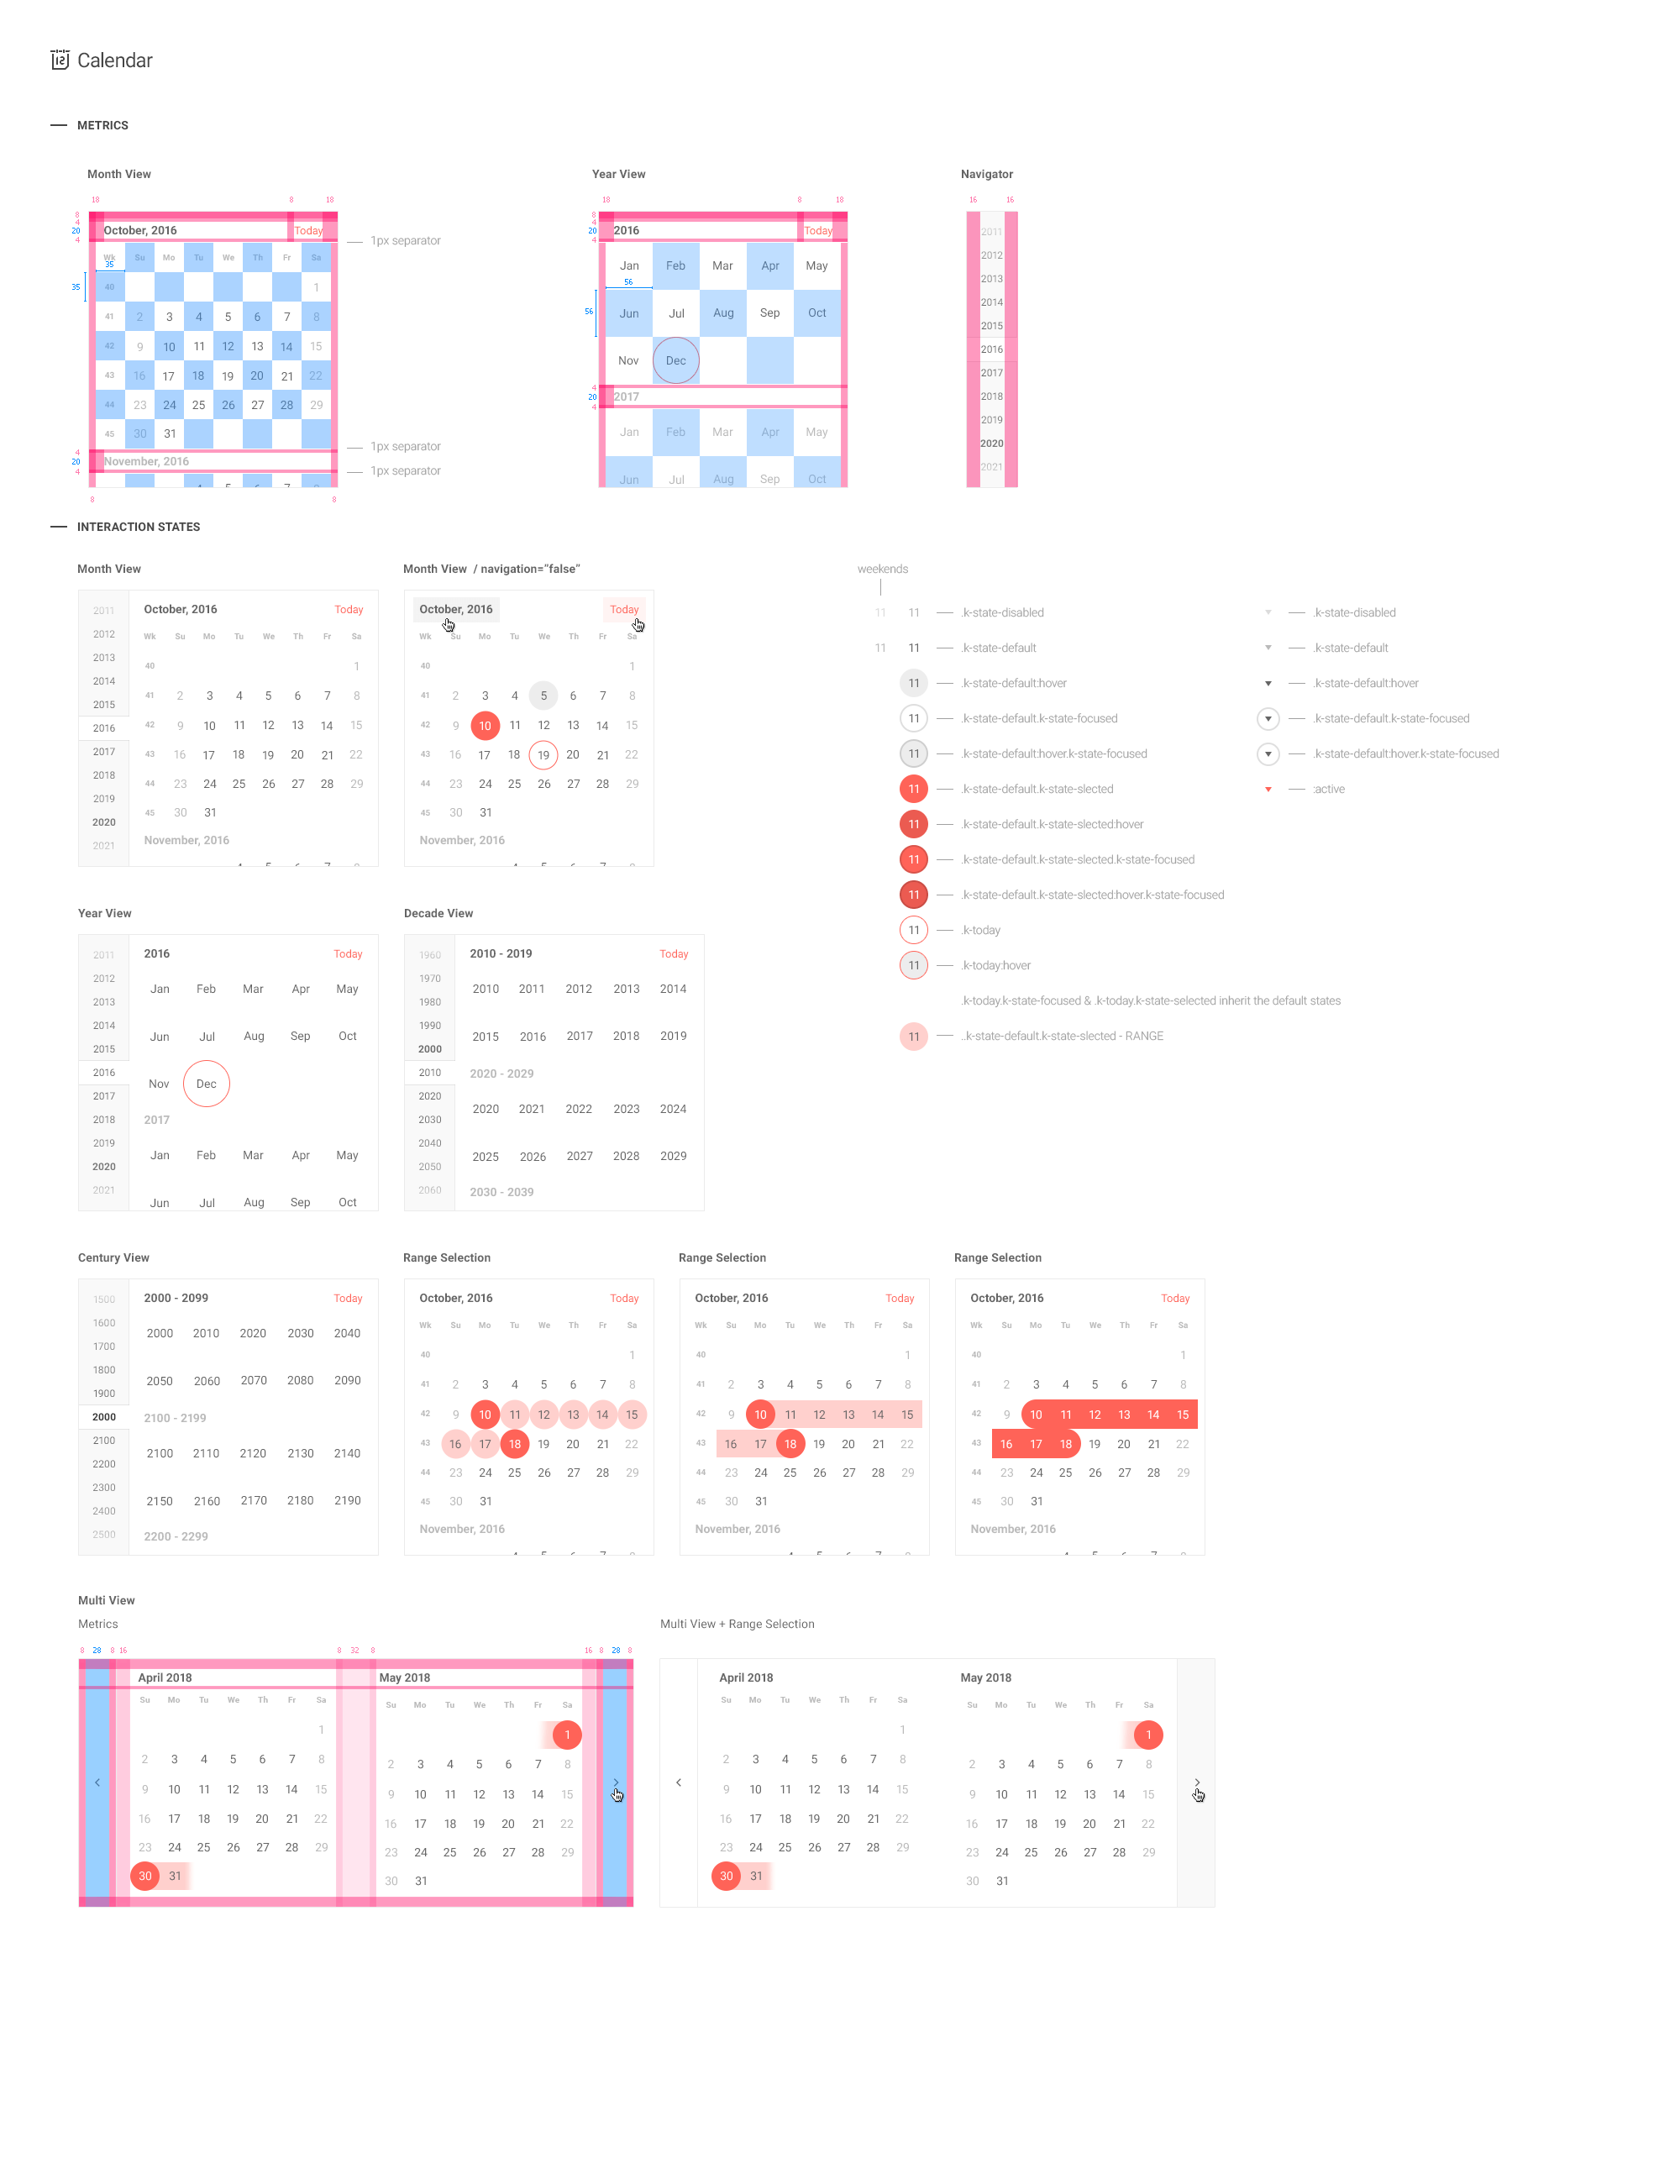 Calendar
METRICS
Month View
18 8 18
8
4
20
4
October, 2016 Today
1px separator
Wk Su Mo Tu We Th Fr Sa
35
35
40 1
41 2 3 4 5 6 7 8
42 9 10 11 12 13 14 15
43 16 17 18 19 20 21 22
44 23 24 25 26 27 28 29
45 30 31
1px separator
4
20
4
November, 2016
1px separator
4 5 6 7 8
8 8
Year View
18 8 18
8
4
20
4
2016 Today
Jan Feb Mar Apr May
56
56
Jun Jul Aug Sep Oct
Nov Dec
4
20
4
2017
Jan Feb Mar Apr May
Jun Jul Aug Sep Oct
Navigator
16 16
2011
2012
2013
2014
2015
2016
2017
2018
2019
2020
2021
INTERACTION STATES
Month View
2011
2012
2013
2014
2015
2016
2017
2018
2019
2020
2021
October, 2016 Today
Wk Su Mo Tu We Th Fr Sa
40 1
41 2 3 4 5 6 7 8
42 9 10 11 12 13 14 15
43 16 17 18 19 20 21 22
44 23 24 25 26 27 28 29
45 30 31
November, 2016
4 5 6 7 8
Month View / navigation="false"
October, 2016 Today
Wk Su Mo Tu We Th Fr Sa
40 1
41 2 3 4 5 6 7 8
42 9 10 11 12 13 14 15
43 16 17 18 19 20 21 22
44 23 24 25 26 27 28 29
45 30 31
November, 2016
4 5 6 7 8
weekends
11 11 .k-state-disabled
11 11 .k-state-default
11 .k-state-default:hover
11 .k-state-default.k-state-focused
11 .k-state-default:hover.k-state-focused
11 .k-state-default.k-state-slected
11 .k-state-default.k-state-slected:hover
11 .k-state-default.k-state-slected.k-state-focused
11 .k-state-default.k-state-slected:hover.k-state-focused
11 .k-today
11 .k-today:hover
.k-today.k-state-focused & .k-today.k-state-selected inherit the default states
11 ..k-state-default.k-state-slected - RANGE
.k-state-disabled
.k-state-default
.k-state-default:hover
.k-state-default.k-state-focused
.k-state-default:hover.k-state-focused
:active
Year View
2011
2012
2013
2014
2015
2016
2017
2018
2019
2020
2021
2016 Today
Jan Feb Mar Apr May
Jun Jul Aug Sep Oct
Nov Dec
2017
Jan Feb Mar Apr May
Jun Jul Aug Sep Oct
Decade View
1960
1970
1980
1990
2000
2010
2020
2030
2040
2050
2060
2010 - 2019 Today
2010 2011 2012 2013 2014
2015 2016 2017 2018 2019
2020 - 2029
2020 2021 2022 2023 2024
2025 2026 2027 2028 2029
2030 - 2039
Century View
1500
1600
1700
1800
1900
2000
2100
2200
2300
2400
2500
2000 - 2099 Today
2000 2010 2020 2030 2040
2050 2060 2070 2080 2090
2100 - 2199
2100 2110 2120 2130 2140
2150 2160 2170 2180 2190
2200 - 2299
Range Selection
October, 2016 Today
Wk Su Mo Tu We Th Fr Sa
40 1
41 2 3 4 5 6 7 8
42 9 10 11 12 13 14 15
43 16 17 18 19 20 21 22
44 23 24 25 26 27 28 29
45 30 31
November, 2016
4 5 6 7 8
Range Selection
October, 2016 Today
Wk Su Mo Tu We Th Fr Sa
40 1
41 2 3 4 5 6 7 8
42 9 10 11 12 13 14 15
43 16 17 18 19 20 21 22
44 23 24 25 26 27 28 29
45 30 31
November, 2016
4 5 6 7 8
Range Selection
October, 2016 Today
Wk Su Mo Tu We Th Fr Sa
40 1
41 2 3 4 5 6 7 8
42 9 10 11 12 13 14 15
43 16 17 18 19 20 21 22
44 23 24 25 26 27 28 29
45 30 31
November, 2016
4 5 6 7 8
Multi View
Metrics
8 28 8 16 8 32 8 16 8 28 8
April 2018
Su Mo Tu We Th Fr Sa
1
2 3 4 5 6 7 8
9 10 11 12 13 14 15
16 17 18 19 20 21 22
23 24 25 26 27 28 29
30 31
May 2018
Su Mo Tu We Th Fr Sa
1
2 3 4 5 6 7 8
9 10 11 12 13 14 15
16 17 18 19 20 21 22
23 24 25 26 27 28 29
30 31
Multi View + Range Selection
April 2018
Su Mo Tu We Th Fr Sa
1
2 3 4 5 6 7 8
9 10 11 12 13 14 15
16 17 18 19 20 21 22
23 24 25 26 27 28 29
30 31
May 2018
Su Mo Tu We Th Fr Sa
1
2 3 4 5 6 7 8
9 10 11 12 13 14 15
16 17 18 19 20 21 22
23 24 25 26 27 28 29
30 31